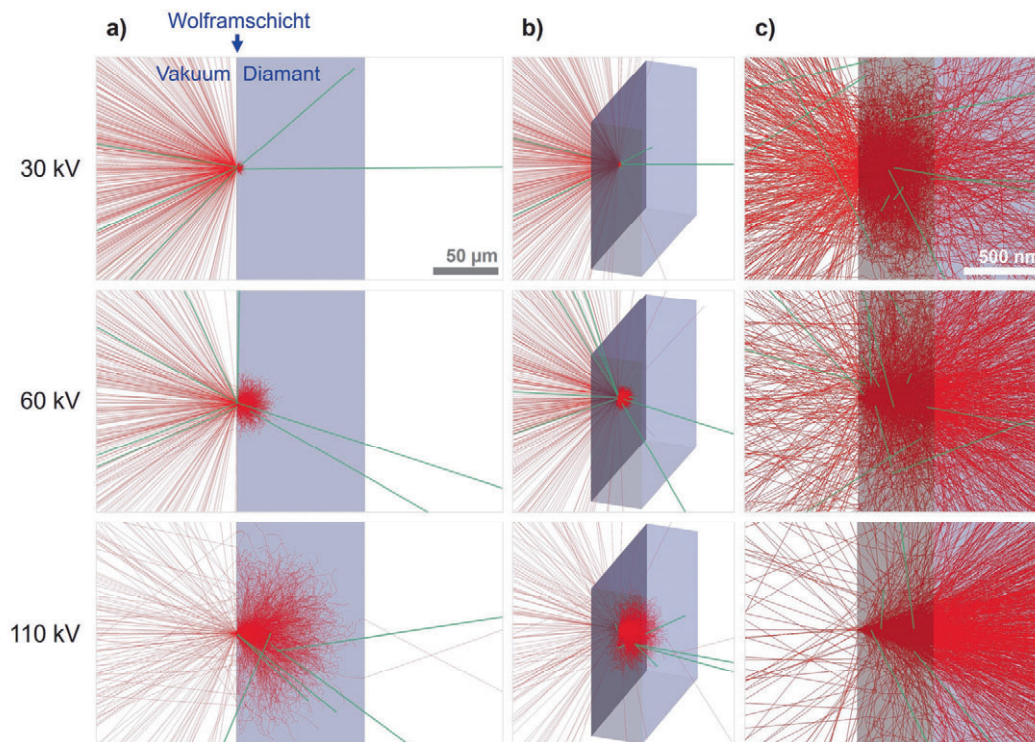 a)
Wolframschicht
b)
c)
Vakuum Diamant
30 kV
50 µm
500 nm
60 kV
110 kV